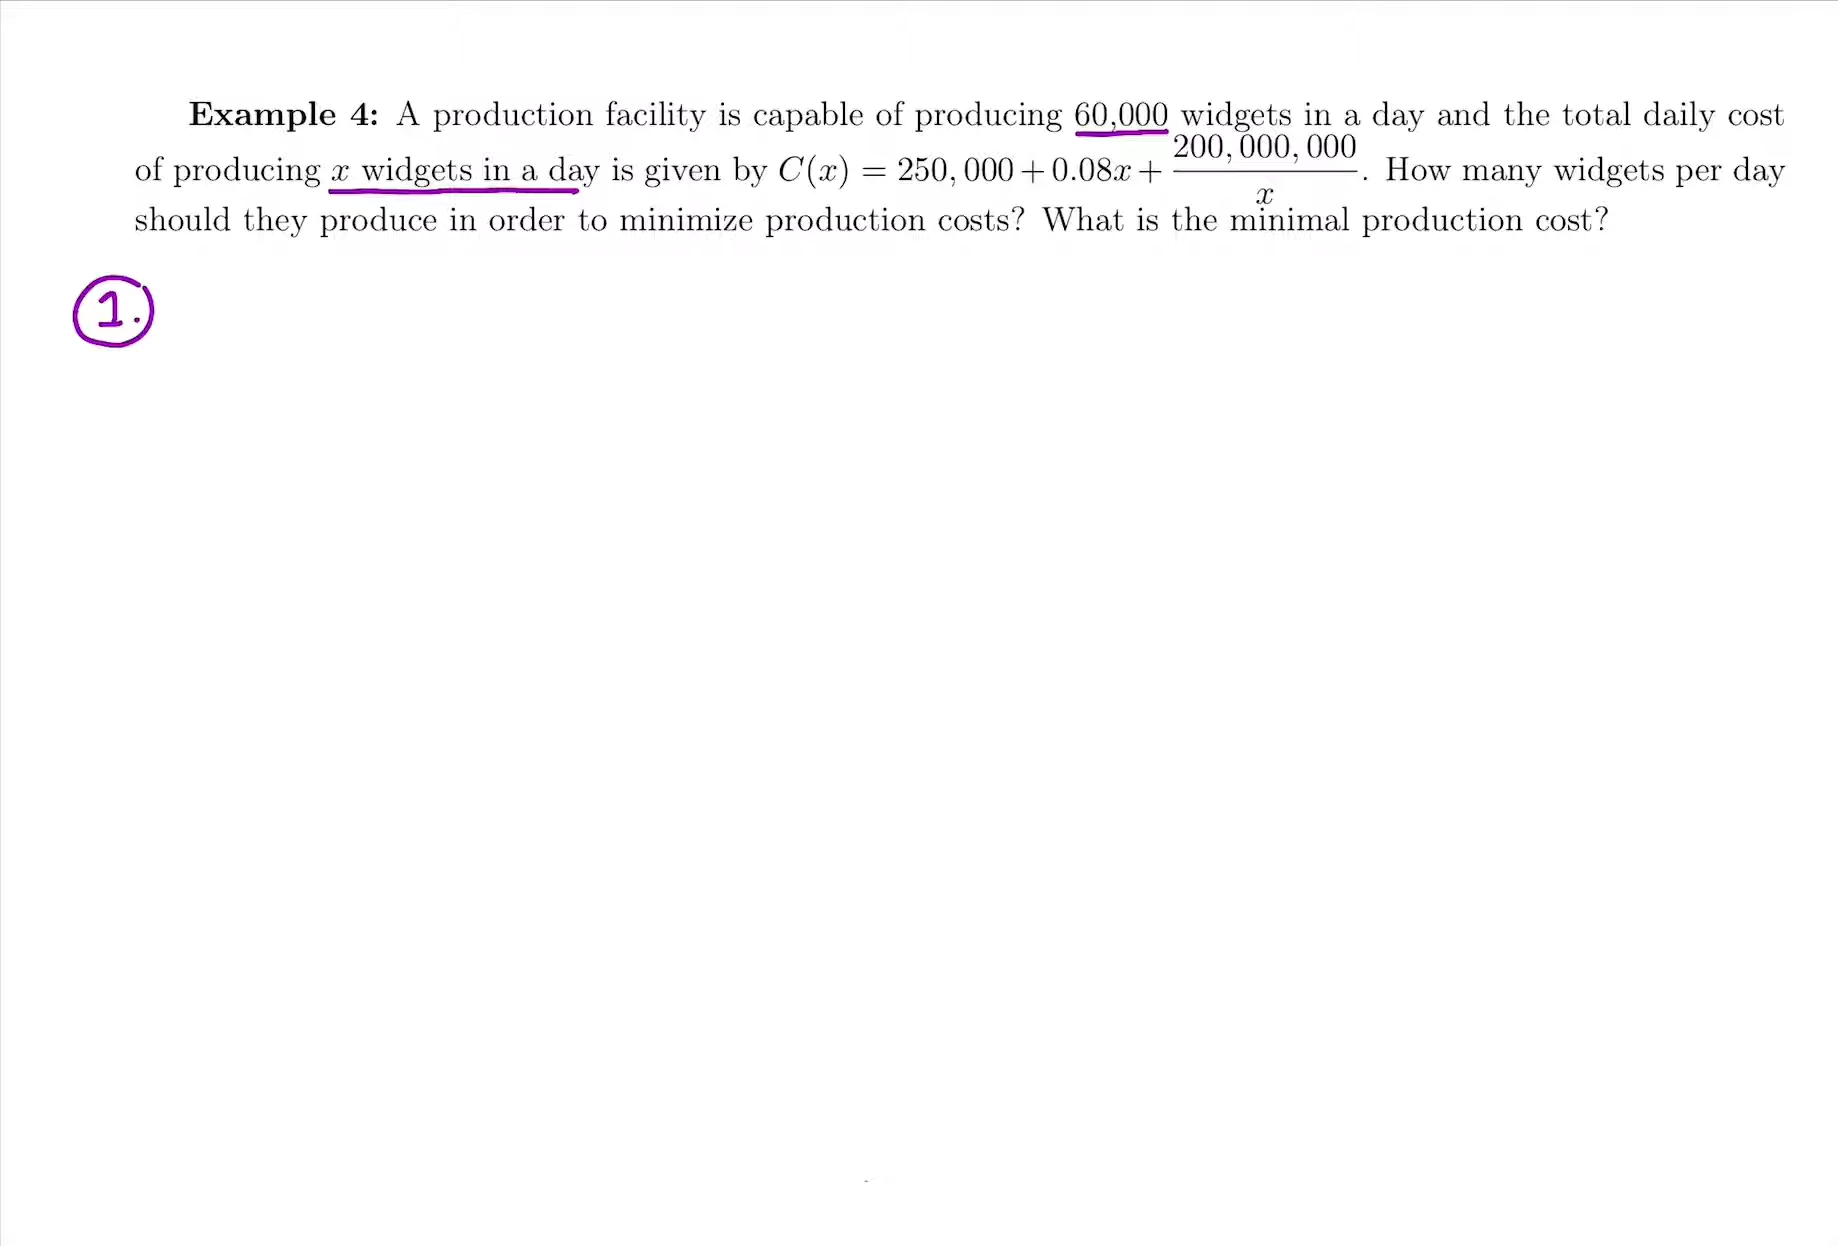 Example 4: A production facility is capable of producing 60,000 widgets in a day and the total daily cost
of producing x widgets in a day is given by C(x) = 250,000 + 0.08x + 200,000,000/x. How many widgets per day
should they produce in order to minimize production costs? What is the minimal production cost?
1.